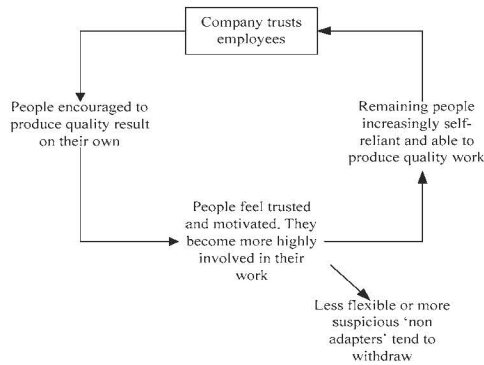 Company trusts
employees
People encouraged to
produce quality result
on their own
Remaining people
increasingly self-
reliant and able to
produce quality work
People feel trusted
and motivated. They
become more highly
involved in their
work
Less flexible or more
suspicious ‘non
adapters’ tend to
withdraw